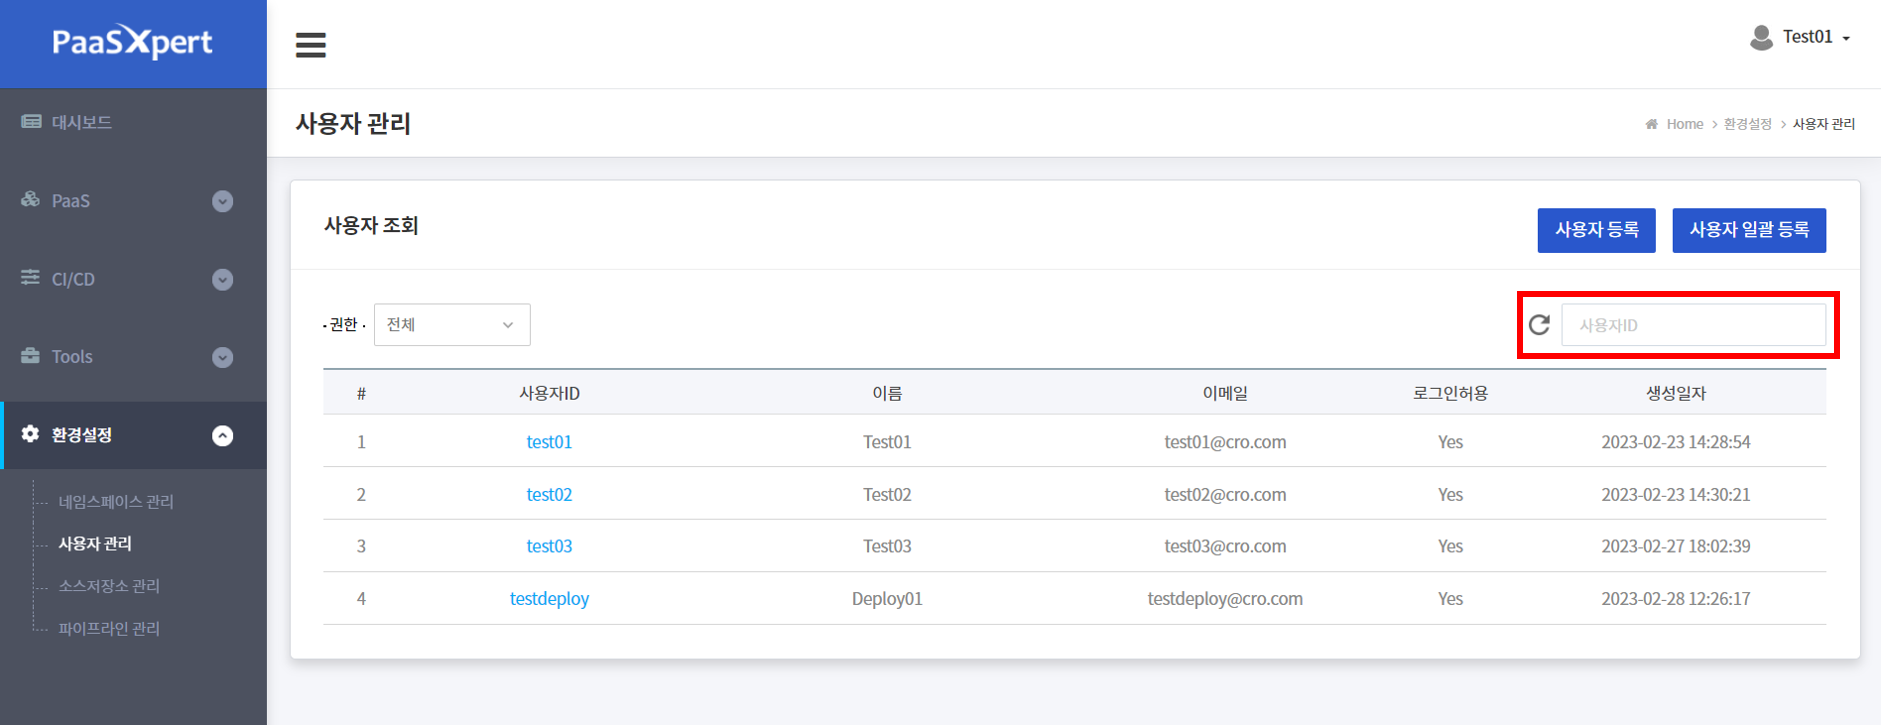 PaaSXpert
Test01
대시보드
PaaS
CI/CD
Tools
환경설정
네임스페이스 관리
사용자 관리
소스저장소 관리
파이프라인 관리
사용자 관리
Home > 환경설정 > 사용자 관리
사용자 조회
사용자 등록 사용자 일괄 등록
· 권한 · 전체
사용자ID
# 사용자ID 이름 이메일 로그인허용 생성일자
1 test01 Test01 test01@cro.com Yes 2023-02-23 14:28:54
2 test02 Test02 test02@cro.com Yes 2023-02-23 14:30:21
3 test03 Test03 test03@cro.com Yes 2023-02-27 18:02:39
4 testdeploy Deploy01 testdeploy@cro.com Yes 2023-02-28 12:26:17